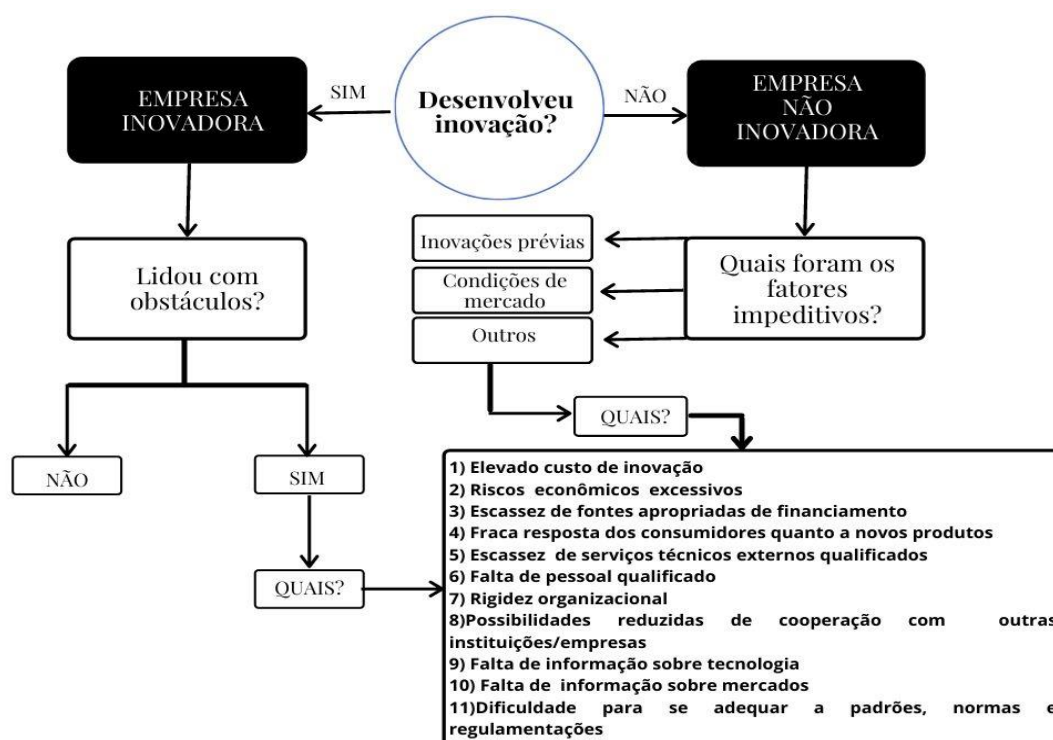 Desenvolveu
inovação?
SIM
NÃO
EMPRESA
INOVADORA
EMPRESA
NÃO
INOVADORA
Lidou com
obstáculos?
Inovações prévias
Condições de
mercado
Outros
Quais foram os
fatores
impeditivos?
NÃO
SIM
QUAIS?
QUAIS?
1) Elevado custo de inovação
2) Riscos econômicos excessivos
3) Escassez de fontes apropriadas de financiamento
4) Fraca resposta dos consumidores quanto a novos produtos
5) Escassez de serviços técnicos externos qualificados
6) Falta de pessoal qualificado
7) Rigidez organizacional
8)Possibilidades reduzidas de cooperação com outras
instituições/empresas
9) Falta de informação sobre tecnologia
10) Falta de informação sobre mercados
11)Dificuldade para se adequar a padrões, normas e
regulamentações